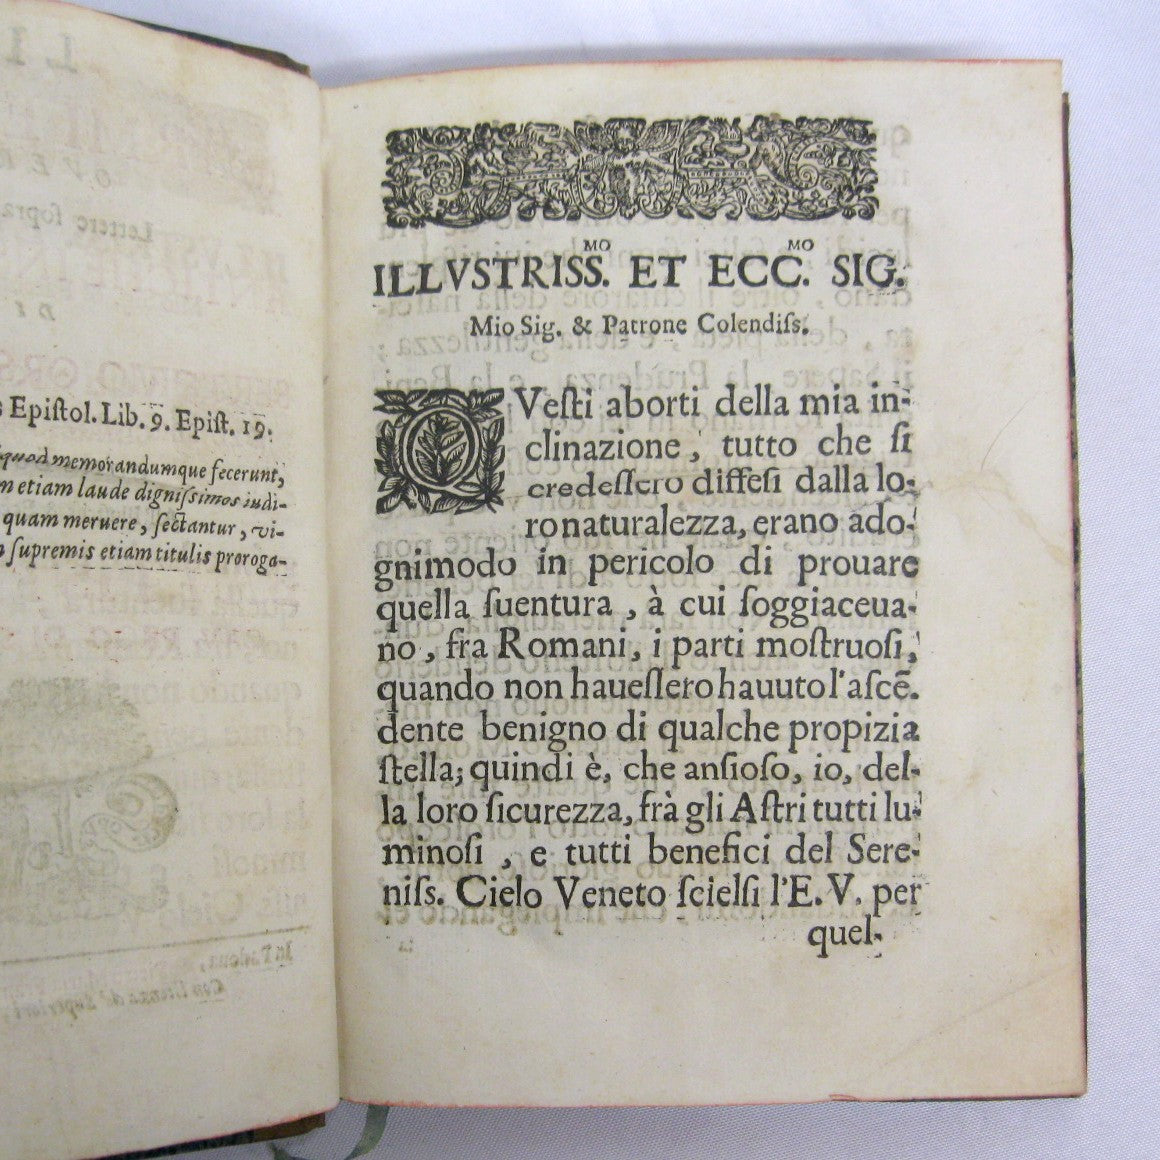 s Epiſtol. Lib. 9. Epiſt. 19.
quod memorandumque fecerunt,
m etiam laude digniſsimos iudi-
quam meruere, ſectantur, vi-
ſupremis etiam titulis proroga-
ILLVSTRISS.MO ET ECC.MO SIG.
Mio Sig. & Patrone Colendiſs.
QVeſti aborti della mia in-
clinazione, tutto che ſi
credeſſero diffeſi dalla lo-
ro naturalezza, erano ado-
gnimodo in pericolo di prouare
quella ſuentura, à cui ſoggiaceua-
no, fra Romani, i parti moſtruoſi,
quando non haueſſero hauuto l'aſcē-
dente benigno di qualche propizia
ſtella; quindi è, che anſioſo, io, del-
la loro ſicurezza, frà gli Aſtri tutti lu-
minoſi, e tutti benefici del Sere-
niſs. Cielo Veneto ſcielſi l'E. V. per
quel-